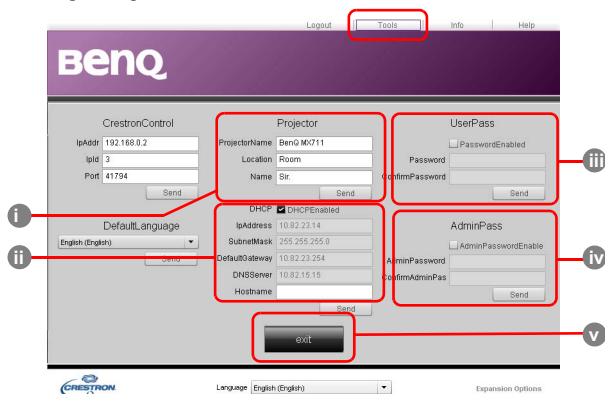 Logout Tools Info Help
BenQ
CrestronControl
IpAddr 192.168.0.2
IpId 3
Port 41794
Send
Projector
ProjectorName BenQ MX711
Location Room
Name Sir.
Send
UserPass
PasswordEnabled
Password
ConfirmPassword
Send
i
iii
DefaultLanguage
English (English)
Send
ii
DHCP DHCPEnabled
IpAddress 10.82.23.14
SubnetMask 255.255.255.0
DefaultGateway 10.82.23.254
DNSServer 10.82.15.15
Hostname
Send
AdminPass
AdminPasswordEnable
AdminPassword
ConfirmAdminPas
Send
iv
exit
v
CRESTRON
Language English (English)
Expansion Options